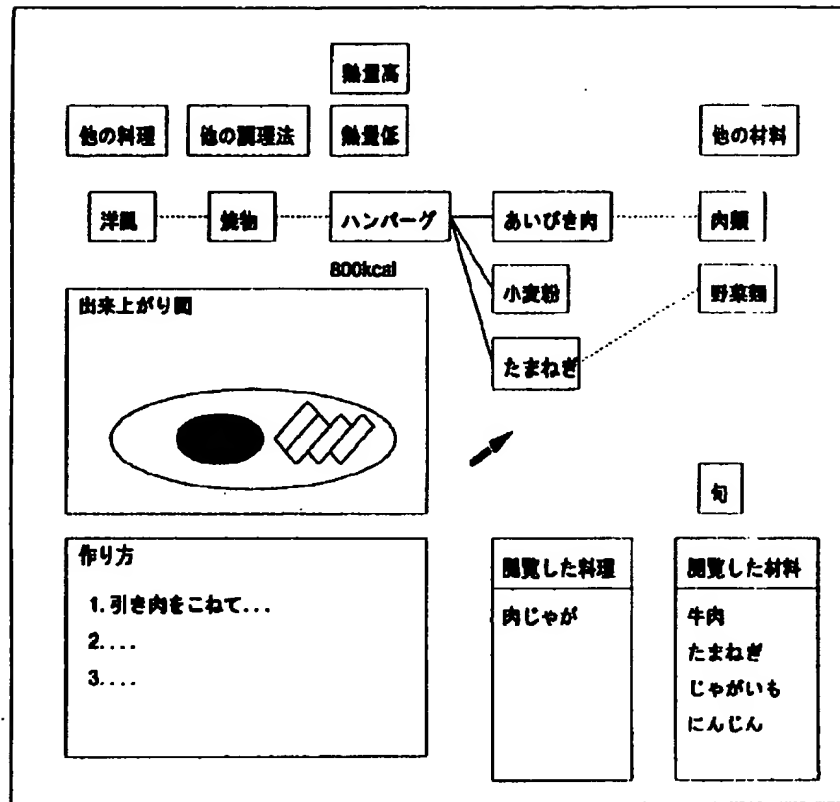 熱量高
他の料理
他の調理法
熱量低
他の材料
洋風
焼物
ハンバーグ
あいびき肉
肉類
800kcal
小麦粉
野菜類
出来上がり図
たまねぎ
旬
作り方
1. 引き肉をこねて...
2....
3....
閲覧した料理
肉じゃが
閲覧した材料
牛肉
たまねぎ
じゃがいも
にんじん